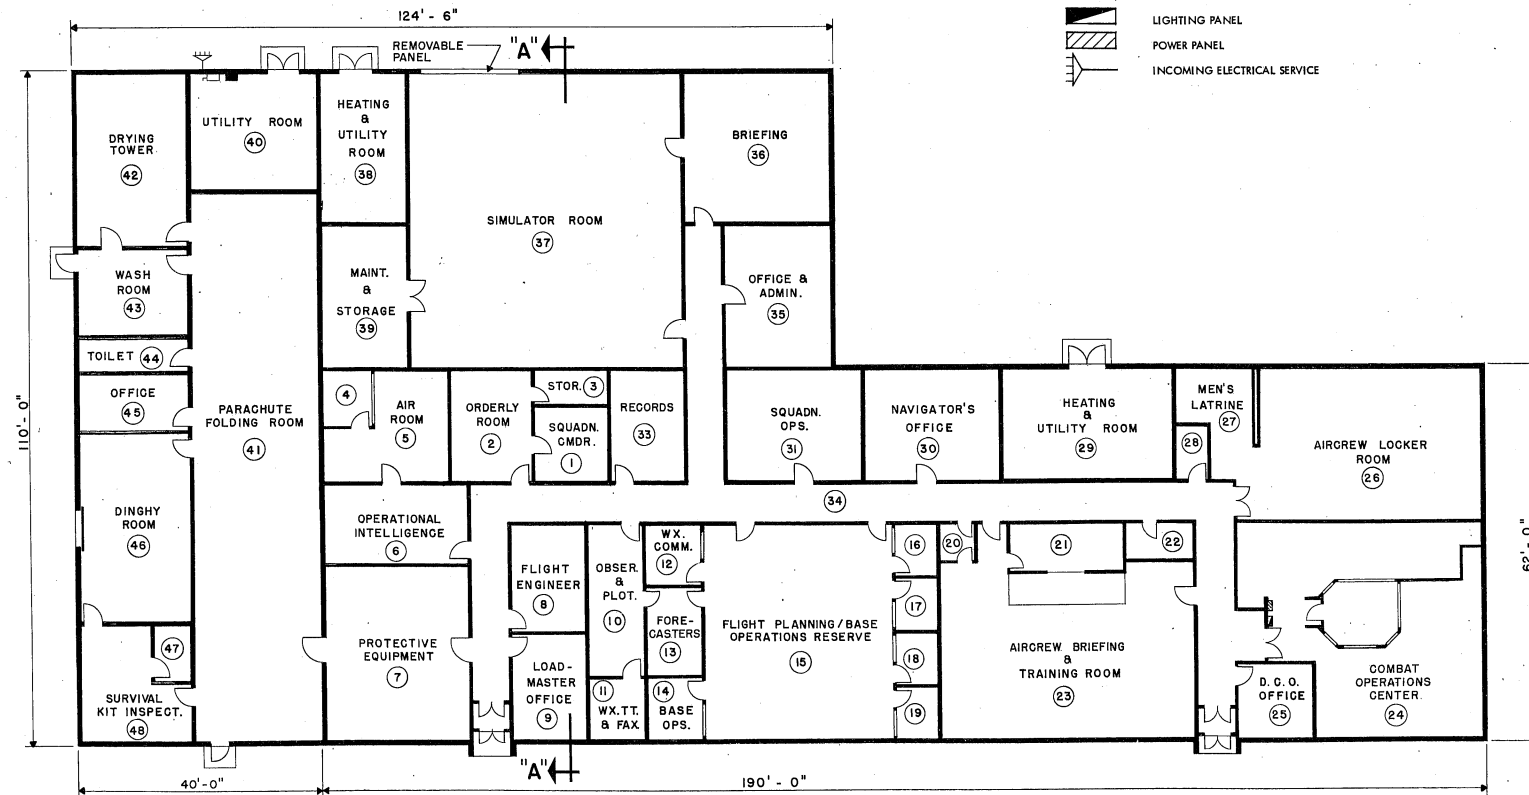 124' - 6"
LIGHTING PANEL
POWER PANEL
INCOMING ELECTRICAL SERVICE
REMOVABLE
PANEL
"A"
110' - 0"
DRYING
TOWER
42
UTILITY ROOM
40
HEATING
&
UTILITY
ROOM
38
SIMULATOR ROOM
37
BRIEFING
36
WASH
ROOM
43
MAINT.
&
STORAGE
39
OFFICE &
ADMIN.
35
TOILET 44
OFFICE
45
PARACHUTE
FOLDING ROOM
41
4
AIR
ROOM
5
ORDERLY
ROOM
2
STOR. 3
SQUADN.
CMDR.
1
RECORDS
33
SQUADN.
OPS.
31
NAVIGATOR'S
OFFICE
30
HEATING
&
UTILITY ROOM
29
MEN'S
LATRINE
27
28
AIRCREW LOCKER
ROOM
26
34
DINGHY
ROOM
46
OPERATIONAL
INTELLIGENCE
6
FLIGHT
ENGINEER
8
OBSER.
&
PLOT.
10
WX.
COMM.
12
FORE-
CASTERS
13
FLIGHT PLANNING/BASE
OPERATIONS RESERVE
15
16
17
18
19
20
21
22
AIRCREW BRIEFING
&
TRAINING ROOM
23
62' - 0"
47
SURVIVAL
KIT INSPECT.
48
PROTECTIVE
EQUIPMENT
7
LOAD-
MASTER
OFFICE
9
11
WX.TT.
& FAX.
14
BASE
OPS.
D.C.O.
OFFICE
25
COMBAT
OPERATIONS
CENTER
24
"A"
40'-0"
190' - 0"